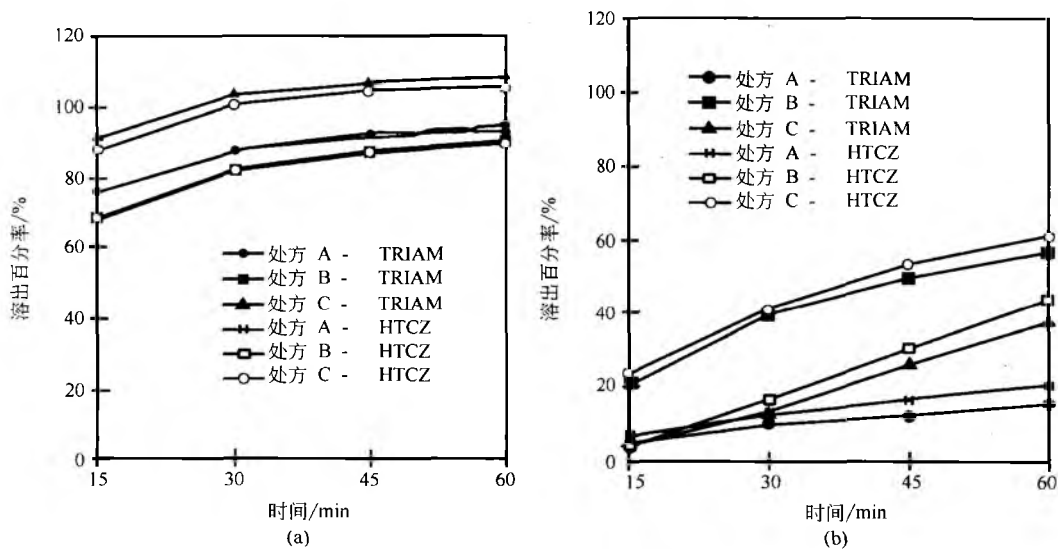 120
100
80
60
40
20
0
溶出百分率/%
处方 A - TRIAM
处方 B - TRIAM
处方 C - TRIAM
处方 A - HTCZ
处方 B - HTCZ
处方 C - HTCZ
15 30 45 60
时间/min
(a)
120
100
80
60
40
20
0
溶出百分率/%
处方 A - TRIAM
处方 B - TRIAM
处方 C - TRIAM
处方 A - HTCZ
处方 B - HTCZ
处方 C - HTCZ
15 30 45 60
时间/min
(b)